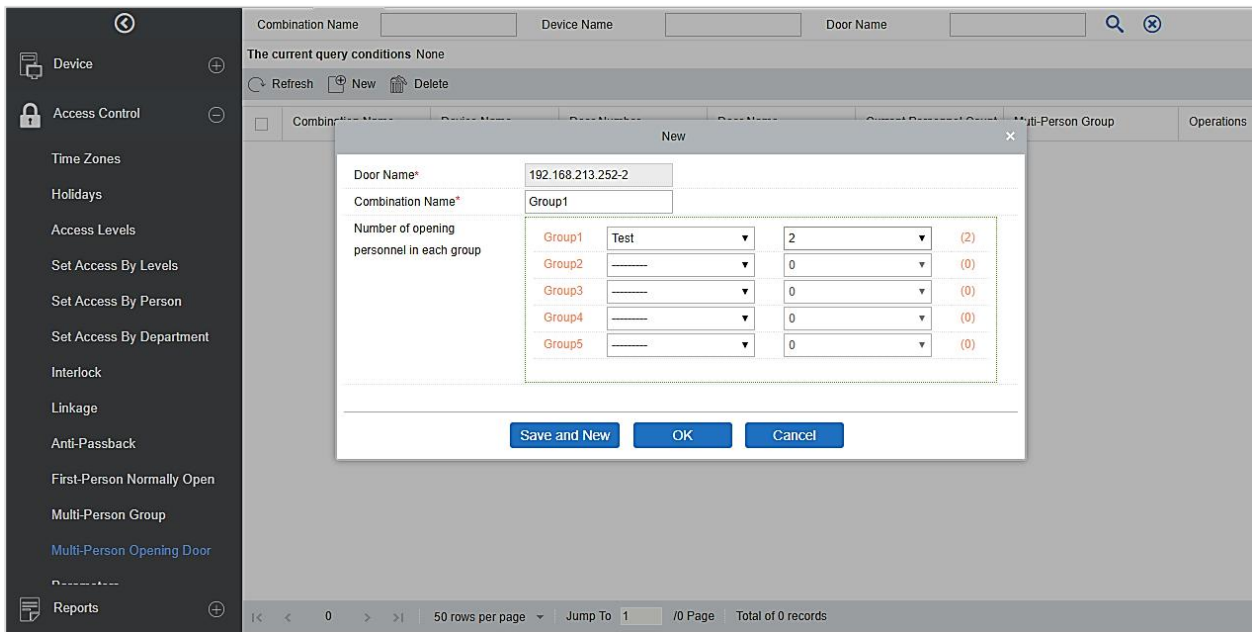 Combination Name Device Name Door Name
The current query conditions None
Refresh New Delete
Multi-Person Group Operations
Device
Access Control
Time Zones
Holidays
Access Levels
Set Access By Levels
Set Access By Person
Set Access By Department
Interlock
Linkage
Anti-Passback
First-Person Normally Open
Multi-Person Group
Multi-Person Opening Door
Reports
New
Door Name* 192.168.213.252-2
Combination Name* Group1
Number of opening
personnel in each group
Group1 Test 2 (2)
Group2 --------- 0 (0)
Group3 --------- 0 (0)
Group4 --------- 0 (0)
Group5 --------- 0 (0)
Save and New OK Cancel
0 50 rows per page Jump To 1 /0 Page Total of 0 records